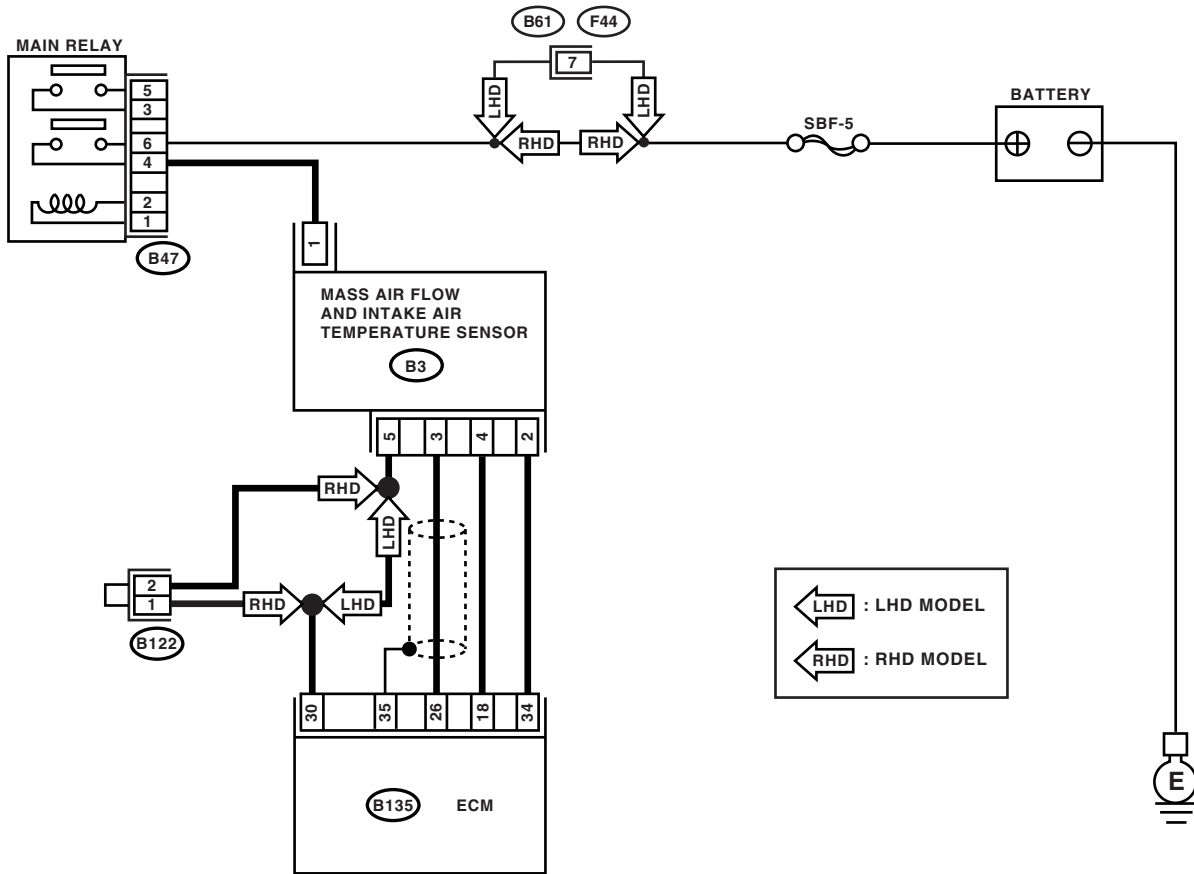 B61 F44
MAIN RELAY
7
5
3
6
4
2
1
B47
LHD
LHD
RHD
RHD
SBF-5
BATTERY
1
MASS AIR FLOW
AND INTAKE AIR
TEMPERATURE SENSOR
B3
5 3 4 2
RHD
LHD
2
1
B122
RHD
LHD
30 35 26 18 34
B135 ECM
LHD : LHD MODEL
RHD : RHD MODEL
E